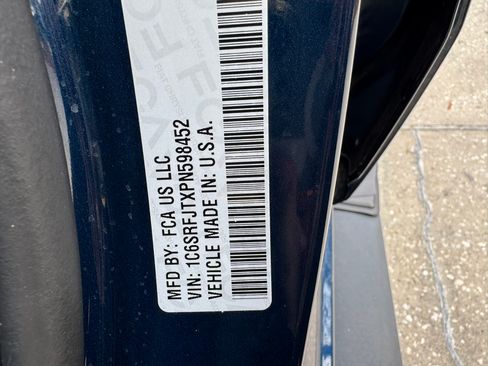 MFD BY: FCA US LLC
VIN: 1C6SRFJTXPN598452
VEHICLE MADE IN: U.S.A.